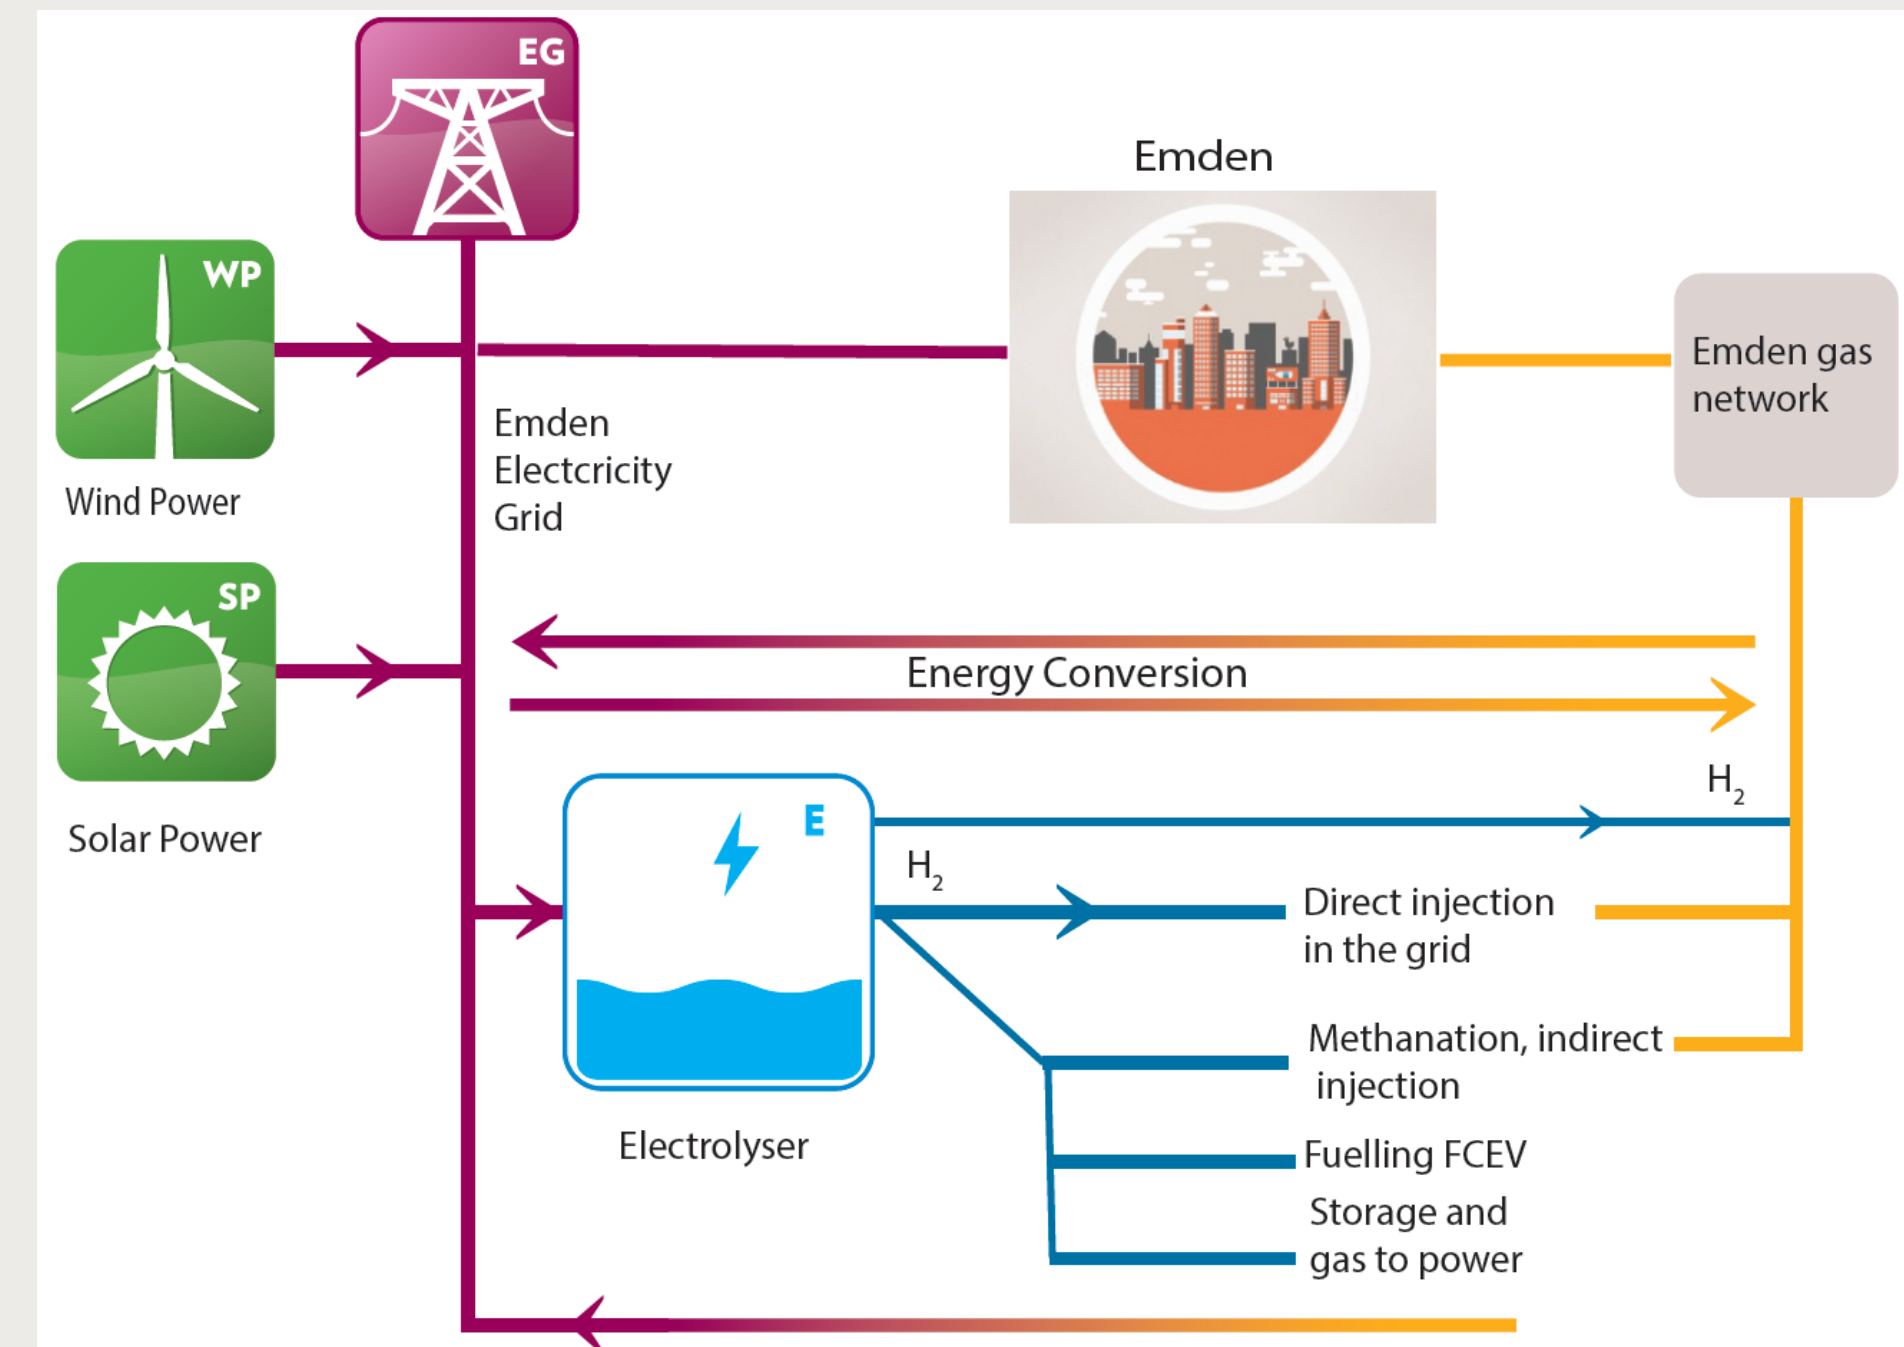 EG
Emden
WP
Emden gas
network
Emden
Electcricity
Grid
Wind Power
SP
Energy Conversion
H2
Solar Power
E
H2
Direct injection
in the grid
Methanation, indirect
injection
Electrolyser
Fuelling FCEV
Storage and
gas to power